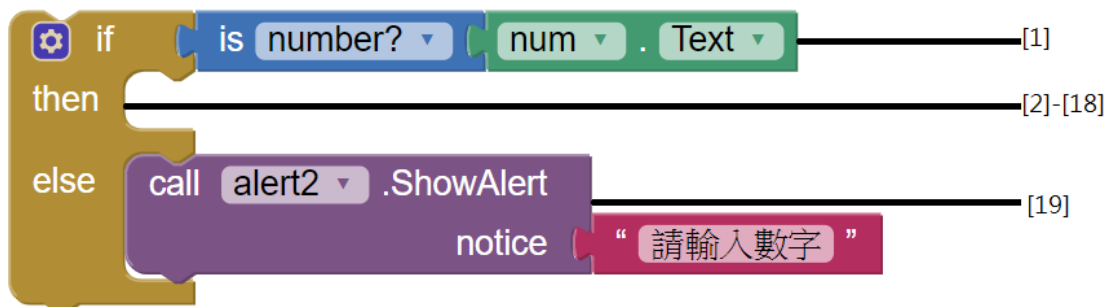 if is number? num . Text [1]
then [2]-[18]
else call alert2 .ShowAlert
[19]
notice “ 請輸入數字 ”